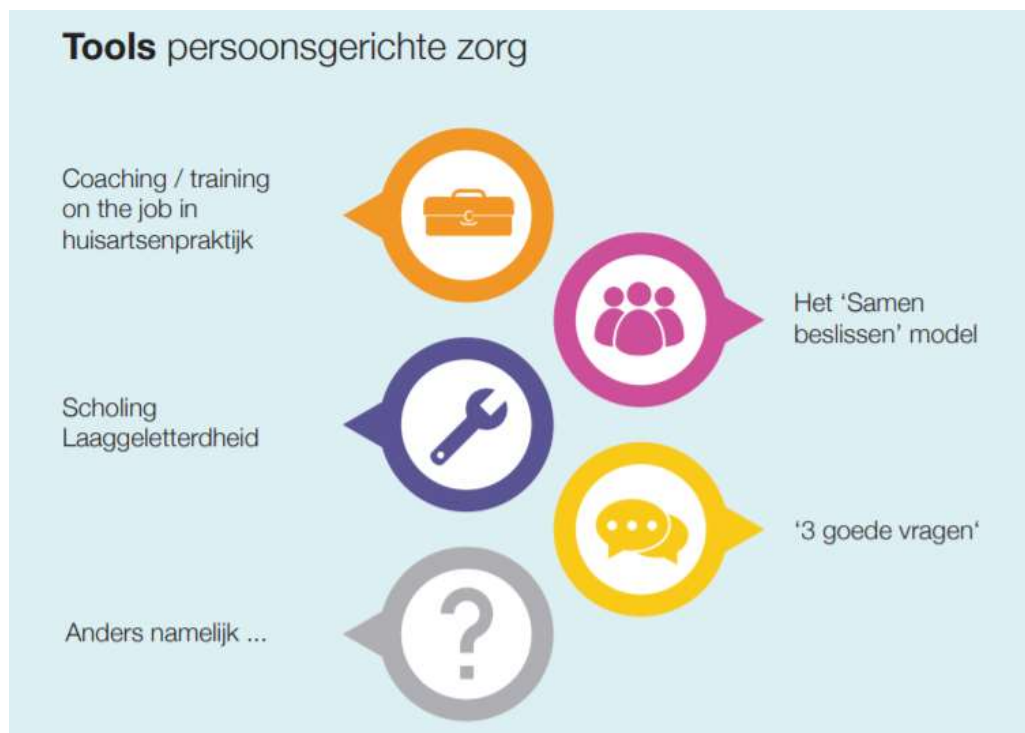 Tools persoonsgerichte zorg
Coaching / training
on the job in
huisartsenpraktijk
Het ‘Samen
beslissen’ model
Scholing
Laaggeletterdheid
‘3 goede vragen‘
Anders namelijk ...